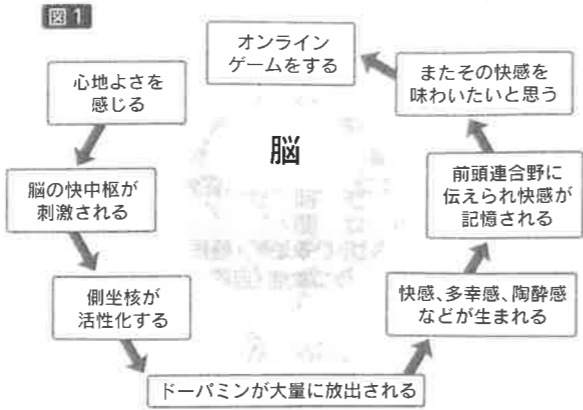 図1
オンライン
ゲームをする
心地よさを
感じる
脳の快中枢が
刺激される
側坐核が
活性化する
ドーパミンが大量に放出される
快感、多幸感、陶酔感
などが生まれる
前頭連合野に
伝えられ快感が
記憶される
またその快感を
味わいたいと思う
脳